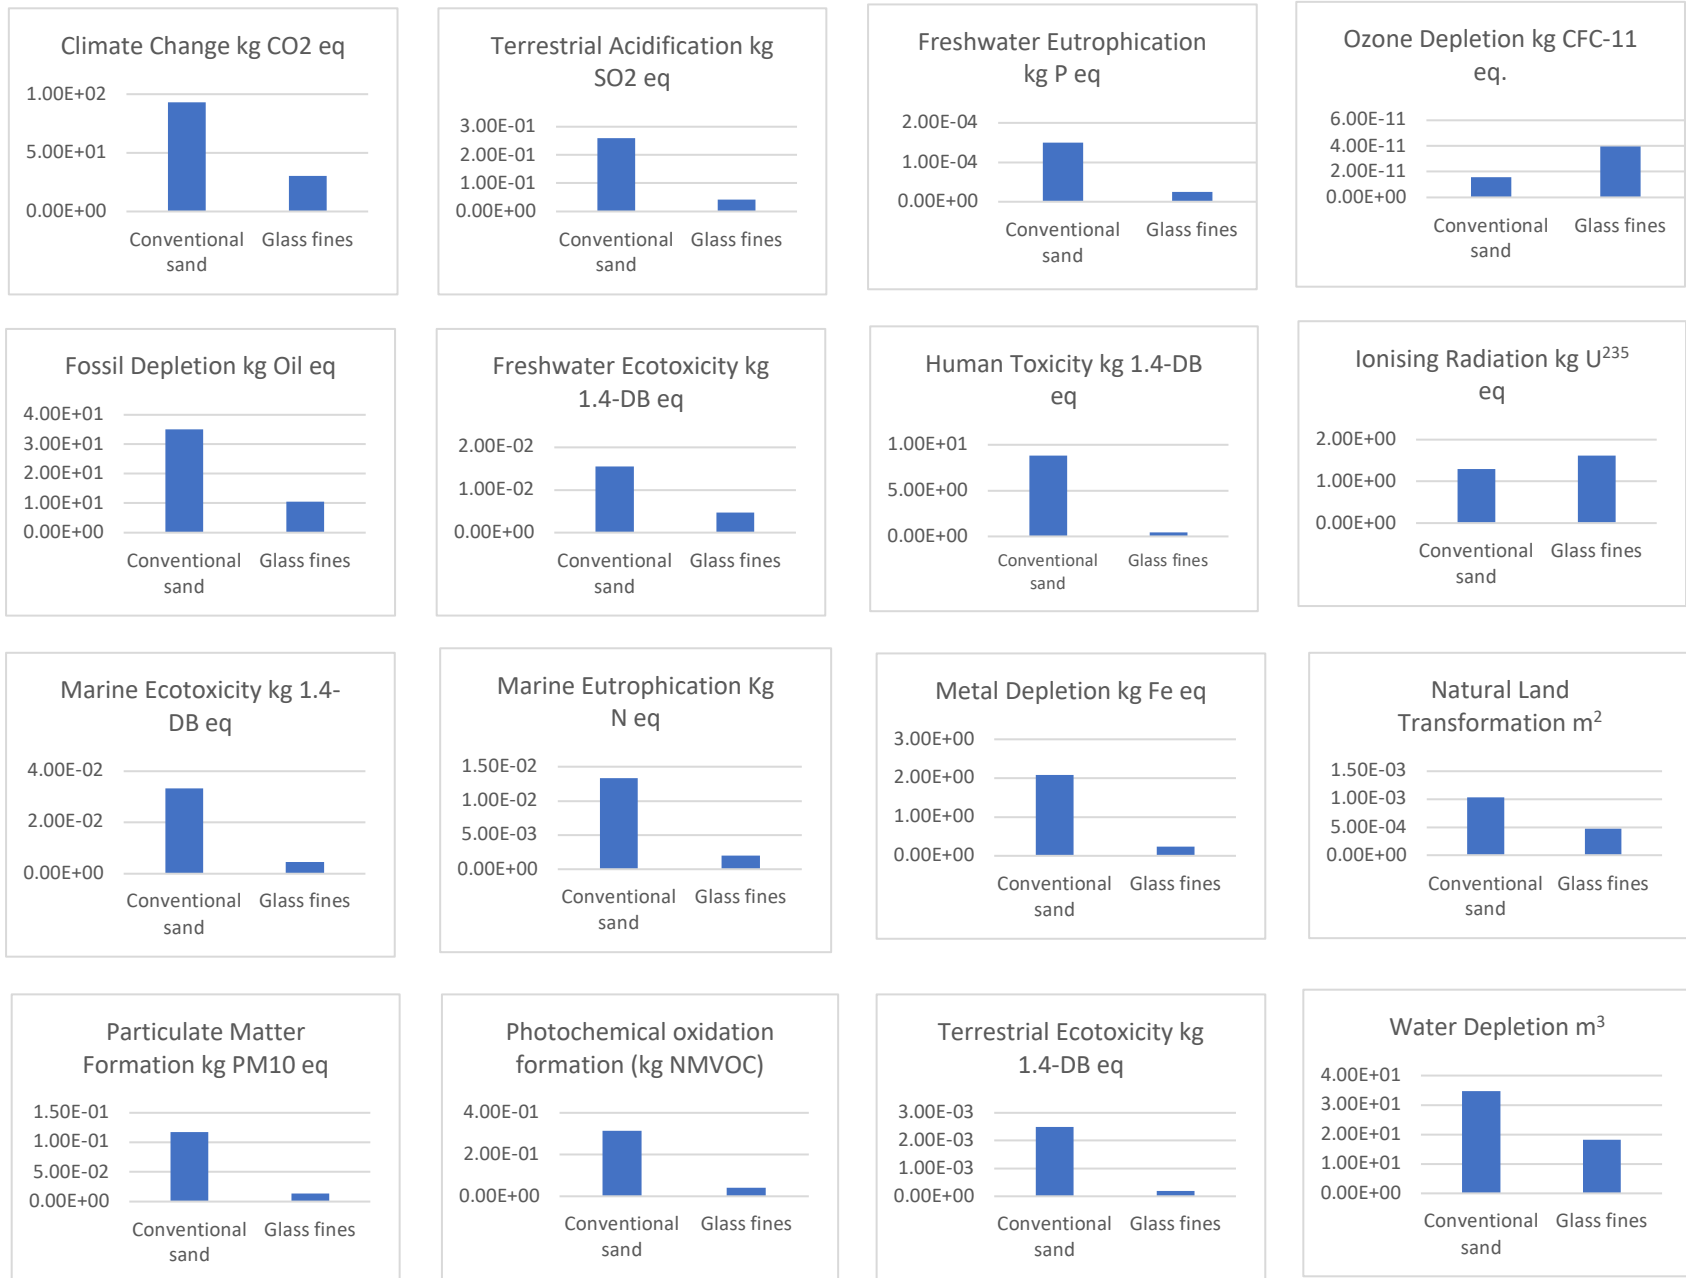 Climate Change kg CO2 eq
1.00E+02
5.00E+01
0.00E+00
Conventional
sand
Glass fines
Terrestrial Acidification kg
SO2 eq
3.00E-01
2.00E-01
1.00E-01
0.00E+00
Conventional
sand
Glass fines
Freshwater Eutrophication
kg P eq
2.00E-04
1.00E-04
0.00E+00
Conventional
sand
Glass fines
Ozone Depletion kg CFC-11
eq.
6.00E-11
4.00E-11
2.00E-11
0.00E+00
Conventional
sand
Glass fines
Fossil Depletion kg Oil eq
4.00E+01
3.00E+01
2.00E+01
1.00E+01
0.00E+00
Conventional
sand
Glass fines
Freshwater Ecotoxicity kg
1.4-DB eq
2.00E-02
1.00E-02
0.00E+00
Conventional
sand
Glass fines
Human Toxicity kg 1.4-DB
eq
1.00E+01
5.00E+00
0.00E+00
Conventional
sand
Glass fines
Ionising Radiation kg U²³⁵
eq
2.00E+00
1.00E+00
0.00E+00
Conventional
sand
Glass fines
Marine Ecotoxicity kg 1.4-
DB eq
4.00E-02
2.00E-02
0.00E+00
Conventional
sand
Glass fines
Marine Eutrophication Kg
N eq
1.50E-02
1.00E-02
5.00E-03
0.00E+00
Conventional
sand
Glass fines
Metal Depletion kg Fe eq
3.00E+00
2.00E+00
1.00E+00
0.00E+00
Conventional
sand
Glass fines
Natural Land
Transformation m²
1.50E-03
1.00E-03
5.00E-04
0.00E+00
Conventional
sand
Glass fines
Particulate Matter
Formation kg PM10 eq
1.50E-01
1.00E-01
5.00E-02
0.00E+00
Conventional
sand
Glass fines
Photochemical oxidation
formation (kg NMVOC)
4.00E-01
2.00E-01
0.00E+00
Conventional
sand
Glass fines
Terrestrial Ecotoxicity kg
1.4-DB eq
3.00E-03
2.00E-03
1.00E-03
0.00E+00
Conventional
sand
Glass fines
Water Depletion m³
4.00E+01
3.00E+01
2.00E+01
1.00E+01
0.00E+00
Conventional
sand
Glass fines